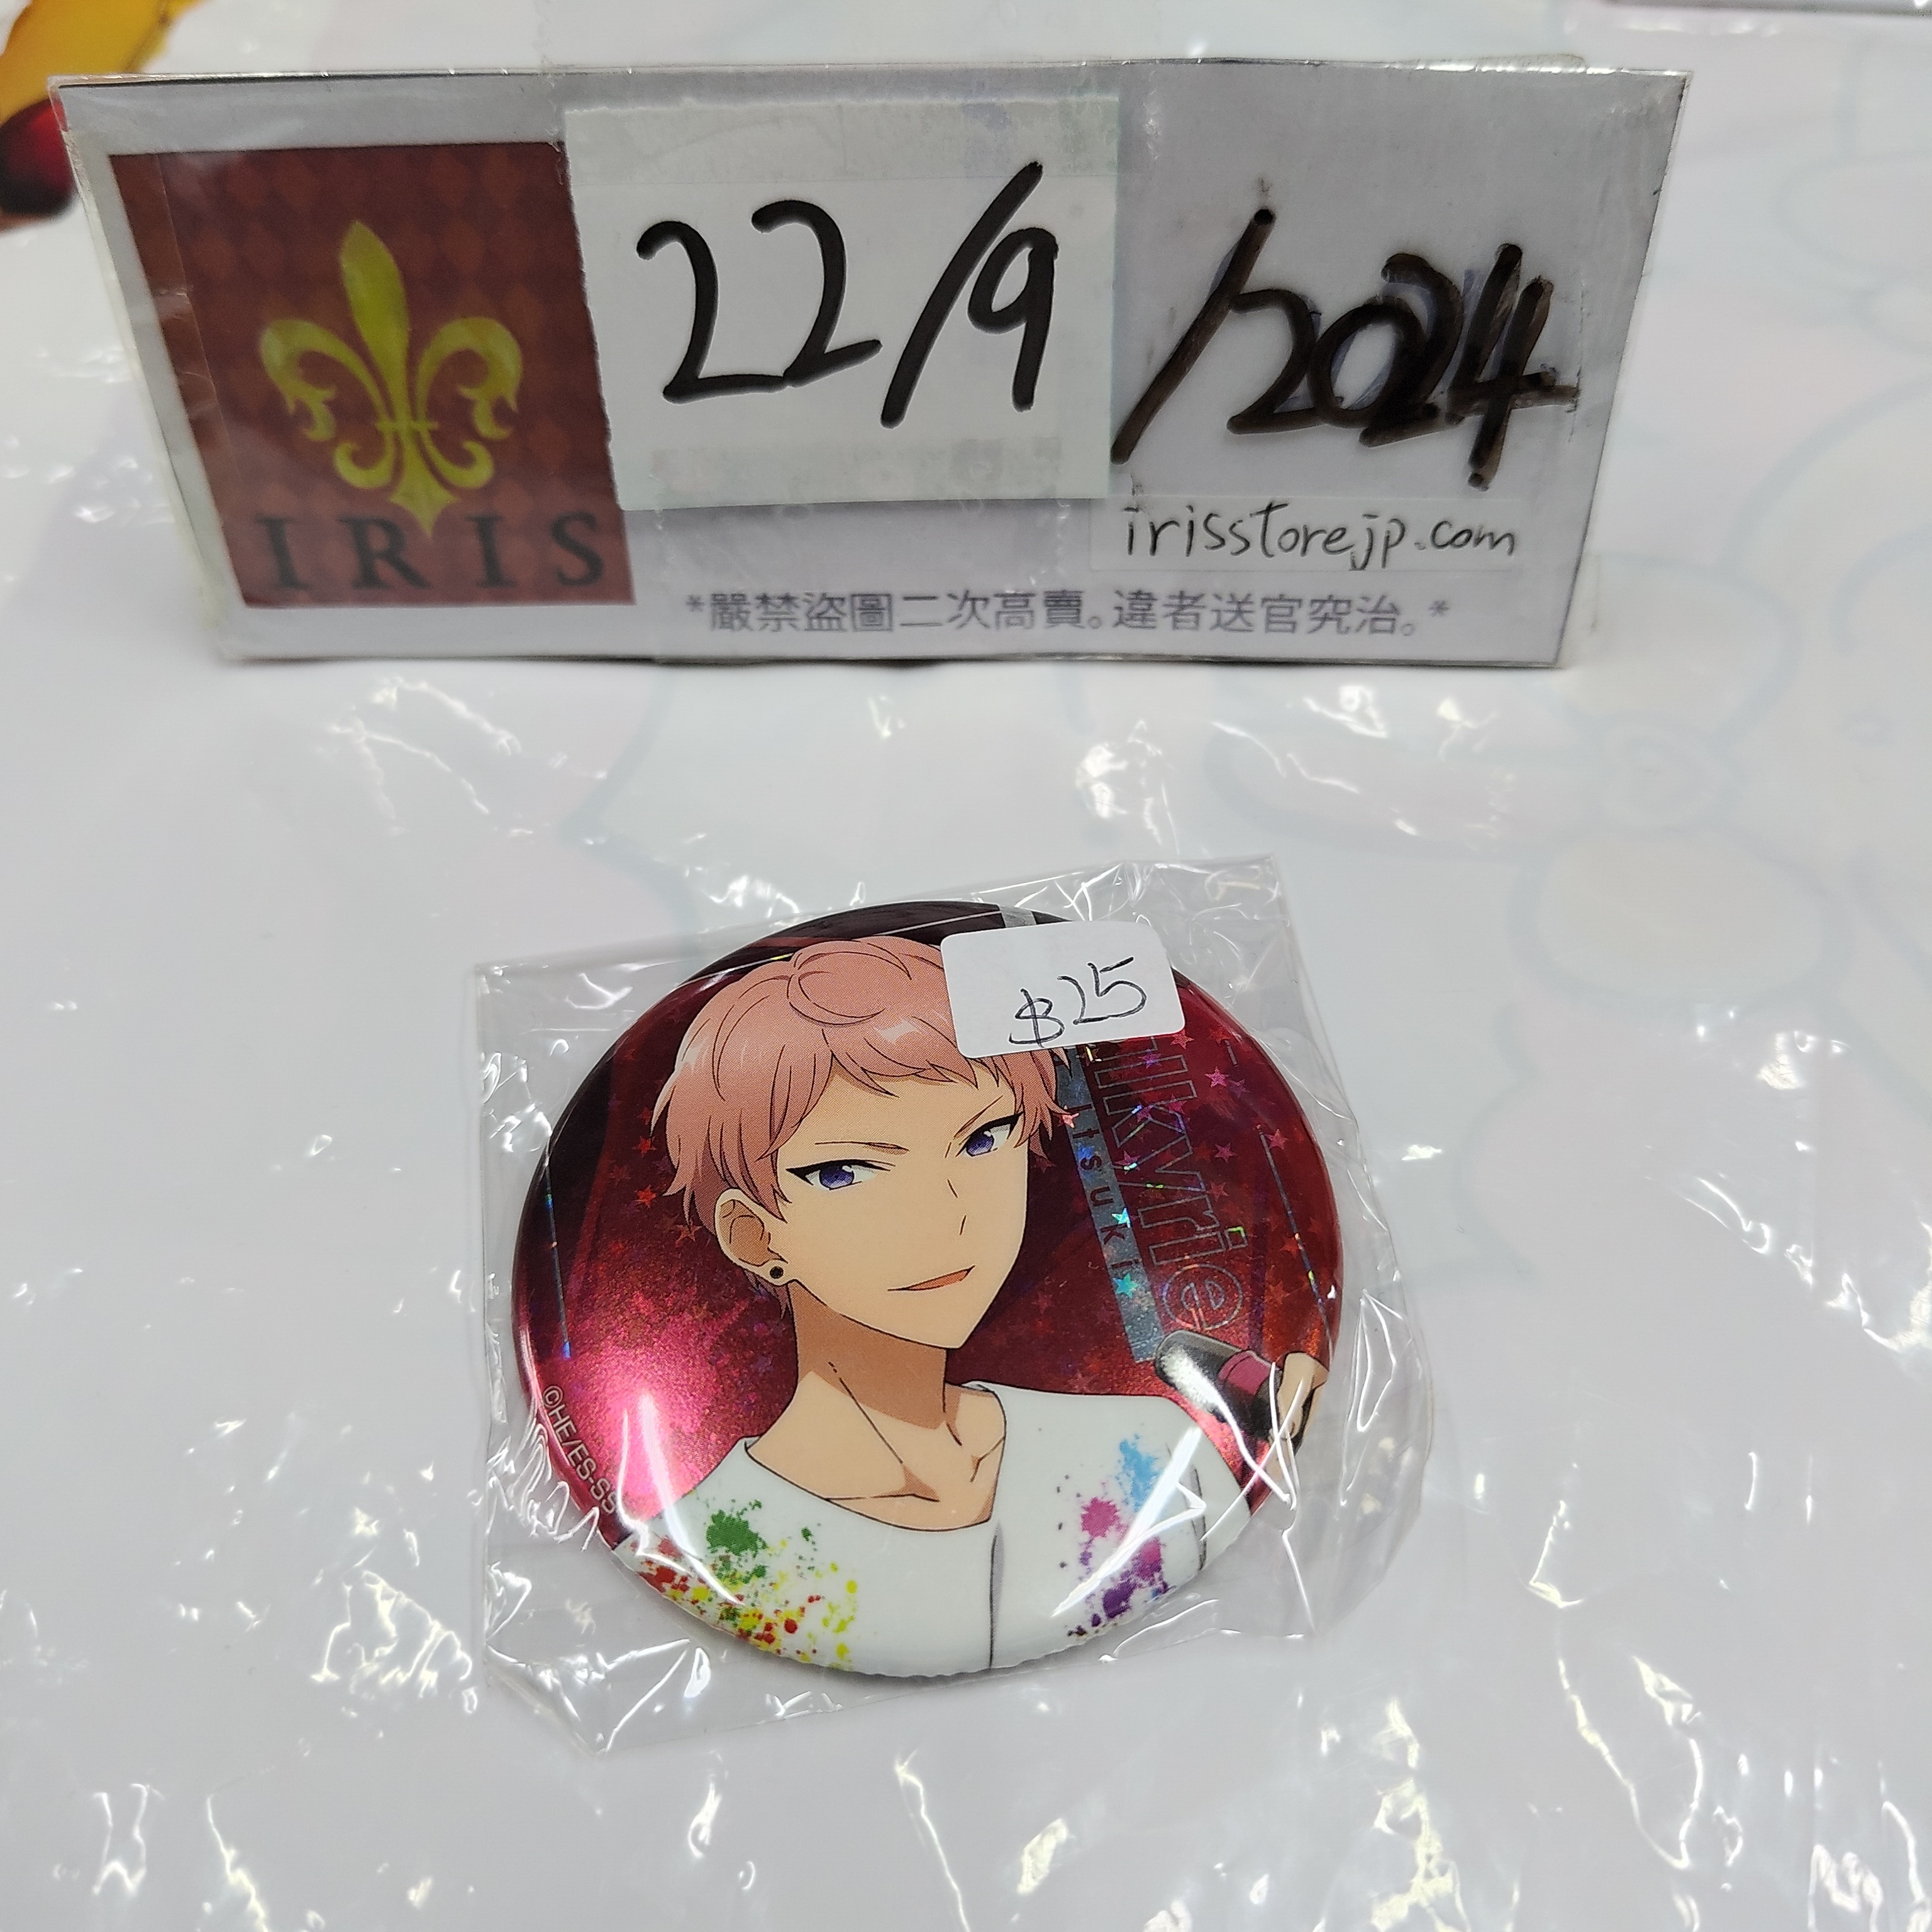 22/9/2024
IRIS
irisstorejp.com
*嚴禁盜圖二次高賣。違者送官究治。*
$25
Itsuki
©HE/ES-SS